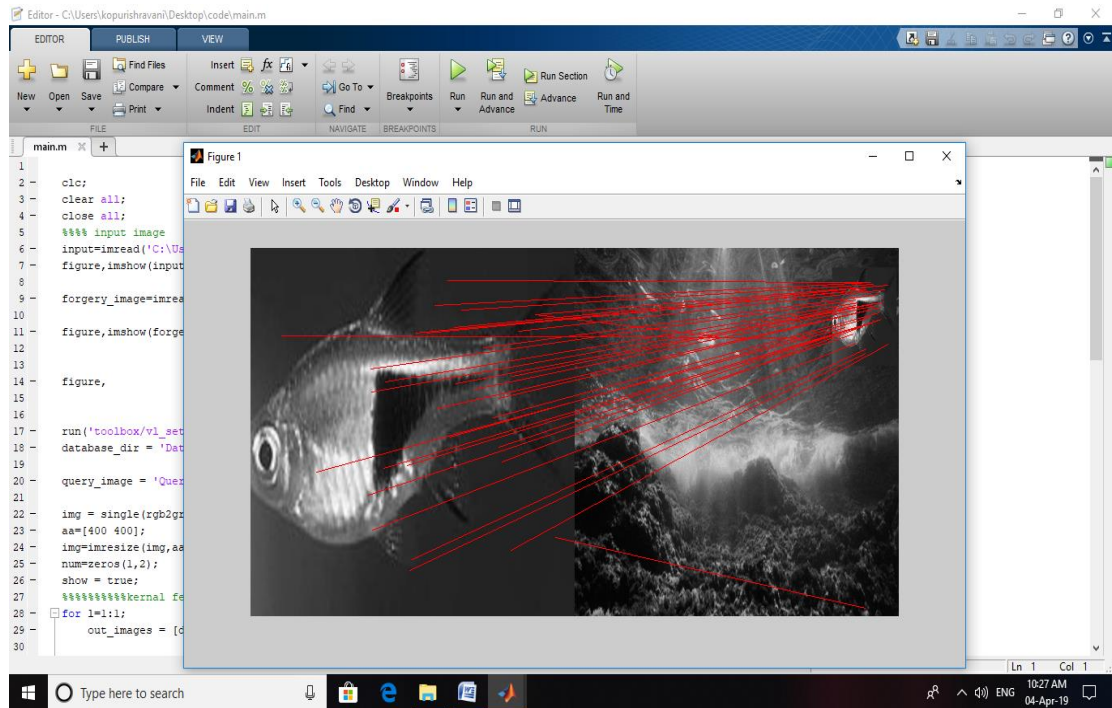 Editor - C:\Users\kopurishravani\Desktop\code\main.m
EDITOR PUBLISH VIEW
New Open Save Find Files Compare Print
Insert fx Comment Indent
Go To Find
Breakpoints
Run Run and Advance Run Section Advance Run and Time
FILE EDIT NAVIGATE BREAKPOINTS RUN
main.m
Figure 1
File Edit View Insert Tools Desktop Window Help
1
2 - clc;
3 - clear all;
4 - close all;
5 %%%% input image
6 - input=imread('C:\Us
7 - figure,imshow(input
8
9 - forgery_image=imrea
10
11 - figure,imshow(forge
12
13
14 - figure,
15
16
17 - run('toolbox/vl_set
18 - database_dir = 'Dat
19
20 - query_image = 'Quer
21
22 - img = single(rgb2gr
23 - aa=[400 400];
24 - img=imresize(img,aa
25 - num=zeros(1,2);
26 - show = true;
27 %%%%%%%%%%kernal fe
28 - for l=1:1;
29 - out_images = [d
30
Ln 1 Col 1
Type here to search
ENG
10:27 AM
04-Apr-19